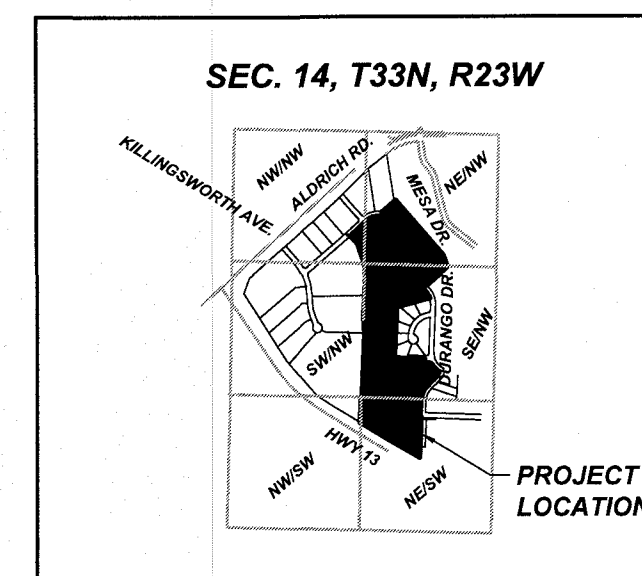 SEC. 14, T33N, R23W
KILLINGSWORTH AVE.
NW/NW
ALDRICH RD.
MESA DR.
NE/NW
DURANGO DR.
SW/NW
SE/NW
HWY 13
NW/SW
NE/SW
PROJECT
LOCATION